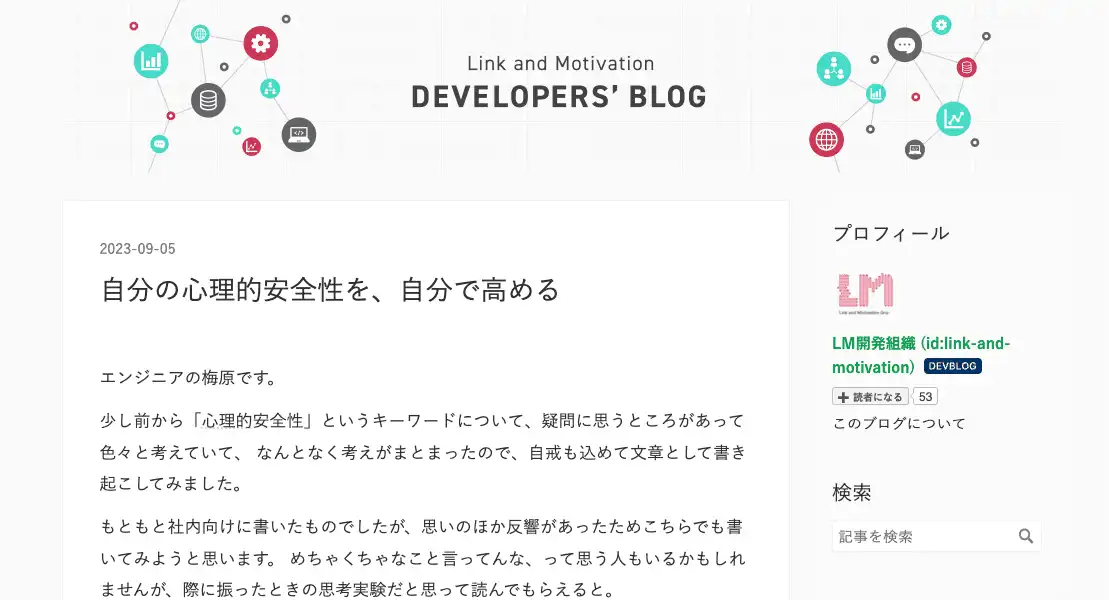 Link and Motivation
DEVELOPERS' BLOG
2023-09-05
自分の心理的安全性を、自分で高める
エンジニアの梅原です。
少し前から「心理的安全性」というキーワードについて、疑問に思うところがあって
色々と考えていて、 なんとなく考えがまとまったので、自戒も込めて文章として書き
起こしてみました。
もともと社内向けに書いたものでしたが、思いのほか反響があったためこちらでも書
いてみようと思います。 めちゃくちゃなこと言ってんな、って思う人もいるかもしれ
ませんが、際に振ったときの思考実験だと思って読んでもらえると。
プロフィール
LM
Link and Motivation Group
LM開発組織 (id:link-and-
motivation) DEVBLOG
読者になる 53
このブログについて
検索
記事を検索